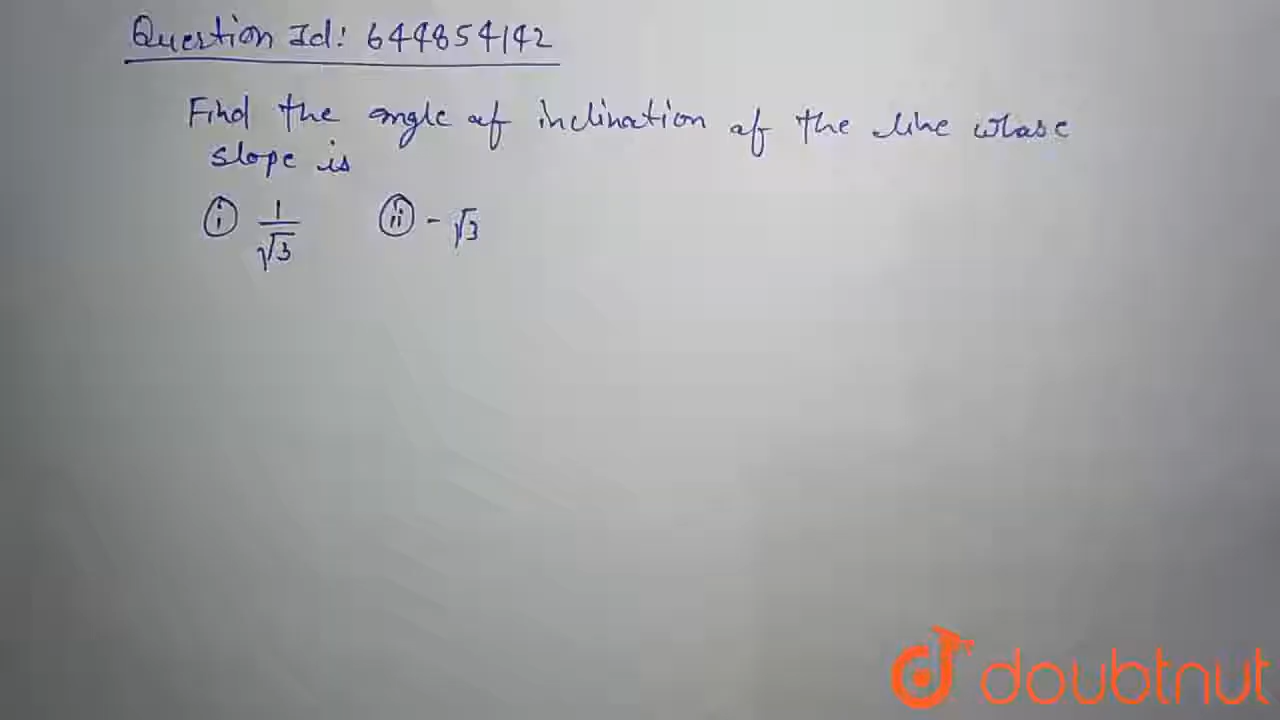 Question Id: 644854142
Find the angle of inclination of the line whose
slope is
(i) 1/√3 (ii) - √3
doubtnut